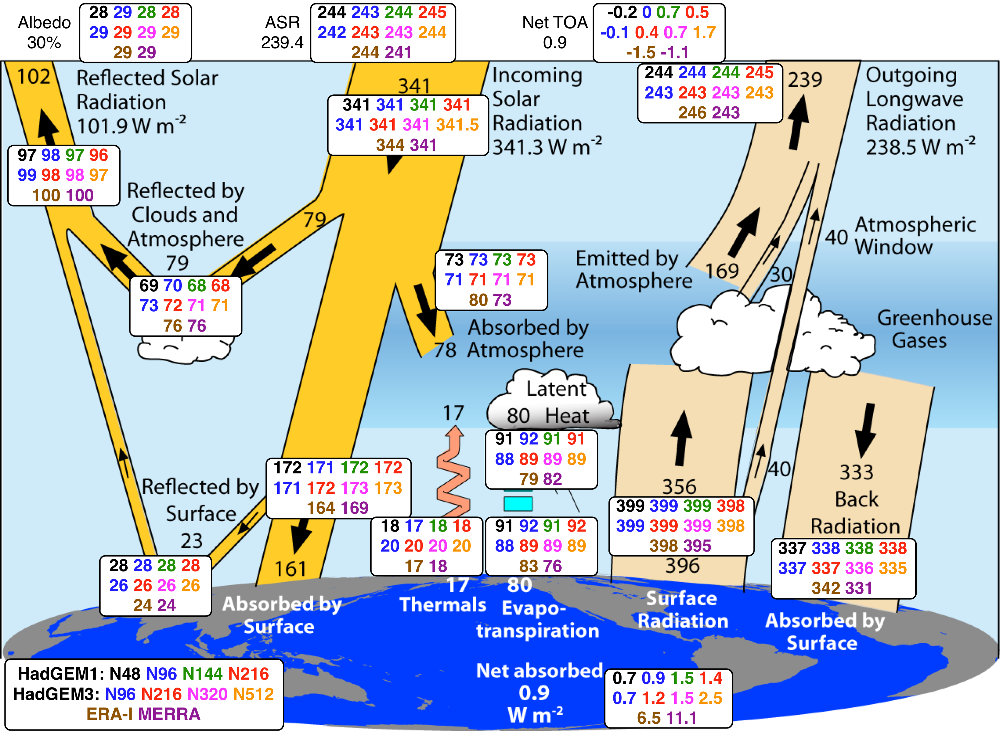 Albedo
30%
28 29 28 28
29 29 29 29
29 29
ASR
239.4
244 243 244 245
242 243 243 244
244 241
Net TOA
0.9
-0.2 0 0.7 0.5
-0.1 0.4 0.7 1.7
-1.5 -1.1
102
Reflected Solar
Radiation
101.9 W m⁻²
97 98 97 96
99 98 98 97
100 100
341
341 341 341 341
341 341 341 341.5
344 341
Incoming
Solar
Radiation
341.3 W m⁻²
244 244 244 245
243 243 243 243
246 243
239
Outgoing
Longwave
Radiation
238.5 W m⁻²
Reflected by
Clouds and
Atmosphere
79
79
69 70 68 68
73 72 71 71
76 76
73 73 73 73
71 71 71 71
80 73
Absorbed by
78 Atmosphere
Emitted by
Atmosphere
169
30
40 Atmospheric
Window
Greenhouse
Gases
17
Latent
80 Heat
91 92 91 91
88 89 89 89
79 82
172 171 172 172
171 172 173 173
164 169
Reflected by
Surface
23
28 28 28 28
26 26 26 26
24 24
161
Absorbed by
Surface
18 17 18 18
20 20 20 20
17 18
17
Thermals
91 92 91 92
88 89 89 89
83 76
80
Evapo-
transpiration
356
399 399 399 398
399 399 399 398
398 395
396
Surface
Radiation
40
333
Back
Radiation
337 338 338 338
337 337 336 335
342 331
Absorbed by
Surface
HadGEM1: N48 N96 N144 N216
HadGEM3: N96 N216 N320 N512
ERA-I MERRA
Net absorbed
0.9
W m⁻²
0.7 0.9 1.5 1.4
0.7 1.2 1.5 2.5
6.5 11.1